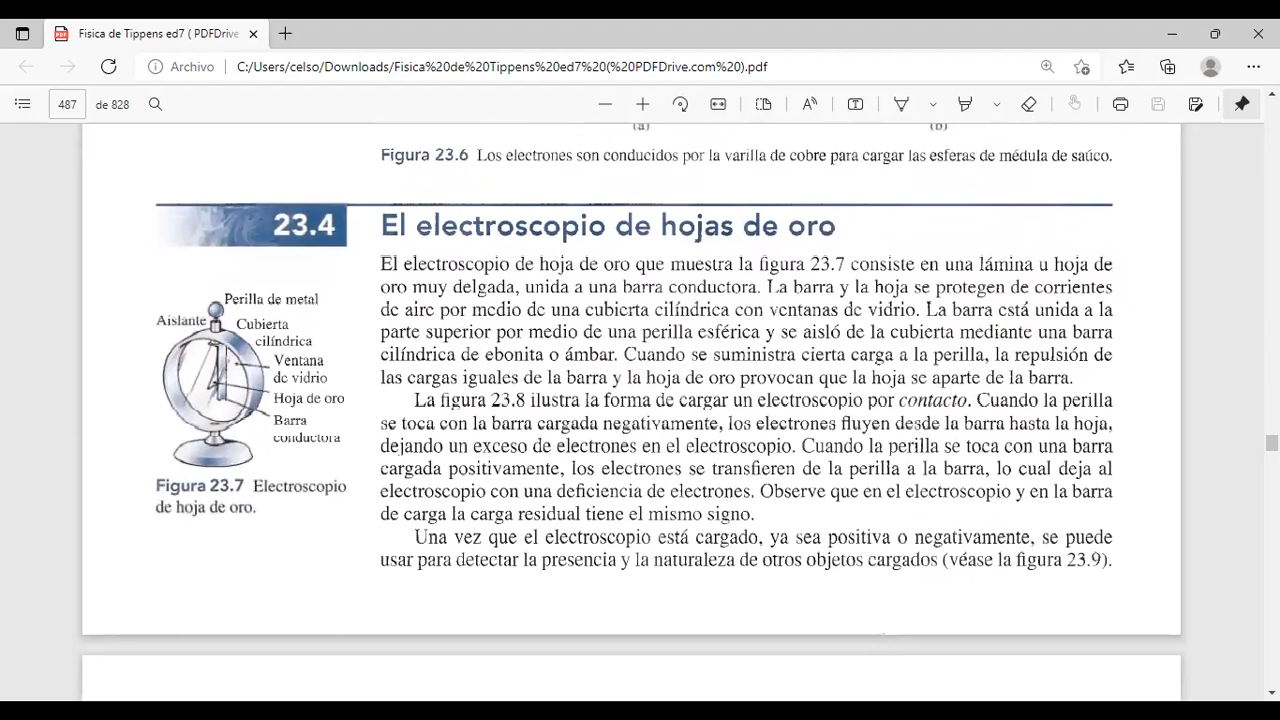 Fisica de Tippens ed7 ( PDFDrive
Archivo
C:/Users/celso/Downloads/Fisica%20de%20Tippens%20ed7%20(%20PDFDrive.com%20).pdf
487 de 828
(a) (b)
Figura 23.6 Los electrones son conducidos por la varilla de cobre para cargar las esferas de médula de saúco.
23.4 El electroscopio de hojas de oro
El electroscopio de hoja de oro que muestra la figura 23.7 consiste en una lámina u hoja de
oro muy delgada, unida a una barra conductora. La barra y la hoja se protegen de corrientes
de aire por medio de una cubierta cilíndrica con ventanas de vidrio. La barra está unida a la
parte superior por medio de una perilla esférica y se aisló de la cubierta mediante una barra
cilíndrica de ebonita o ámbar. Cuando se suministra cierta carga a la perilla, la repulsión de
las cargas iguales de la barra y la hoja de oro provocan que la hoja se aparte de la barra.
La figura 23.8 ilustra la forma de cargar un electroscopio por contacto. Cuando la perilla
se toca con la barra cargada negativamente, los electrones fluyen desde la barra hasta la hoja,
dejando un exceso de electrones en el electroscopio. Cuando la perilla se toca con una barra
cargada positivamente, los electrones se transfieren de la perilla a la barra, lo cual deja al
electroscopio con una deficiencia de electrones. Observe que en el electroscopio y en la barra
de carga la carga residual tiene el mismo signo.
Una vez que el electroscopio está cargado, ya sea positiva o negativamente, se puede
usar para detectar la presencia y la naturaleza de otros objetos cargados (véase la figura 23.9).
Perilla de metal
Aislante
Cubierta
cilíndrica
Ventana
de vidrio
Hoja de oro
Barra
conductora
Figura 23.7 Electroscopio
de hoja de oro.